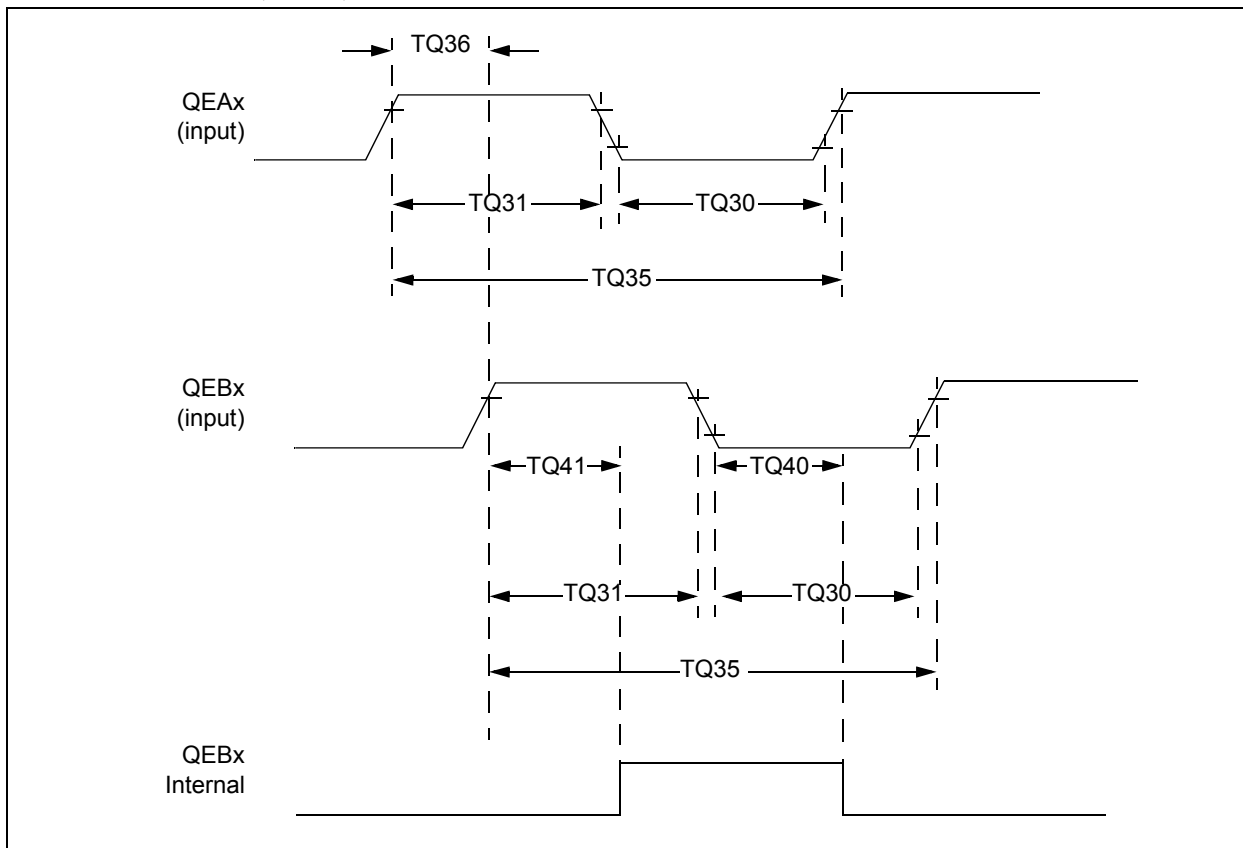 TQ36
QEAx
(input)
TQ31
TQ30
TQ35
QEBx
(input)
TQ41
TQ40
TQ31
TQ30
TQ35
QEBx
Internal